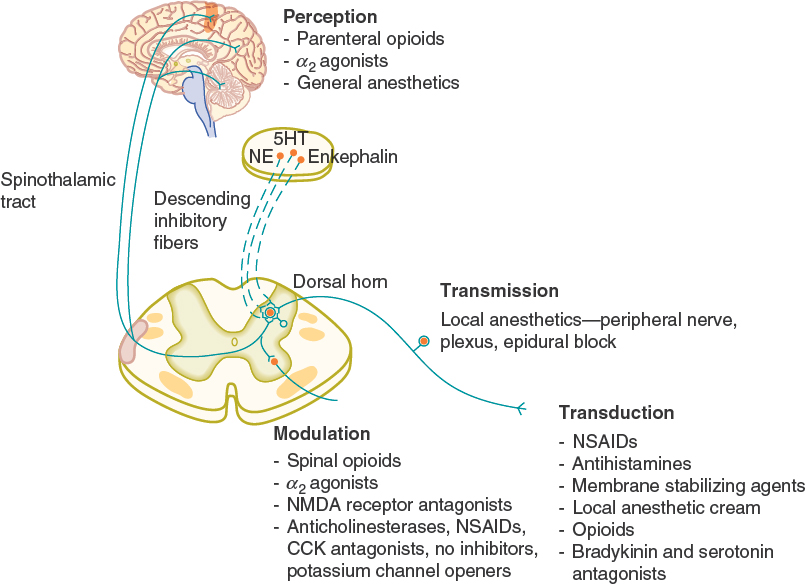 Perception
- Parenteral opioids
- α2 agonists
- General anesthetics
5HT
NE
Enkephalin
Spinothalamic
tract
Descending
inhibitory
fibers
Dorsal horn
Transmission
Local anesthetics—peripheral nerve,
plexus, epidural block
Modulation
- Spinal opioids
- α2 agonists
- NMDA receptor antagonists
- Anticholinesterases, NSAIDs,
CCK antagonists, no inhibitors,
potassium channel openers
Transduction
- NSAIDs
- Antihistamines
- Membrane stabilizing agents
- Local anesthetic cream
- Opioids
- Bradykinin and serotonin
antagonists